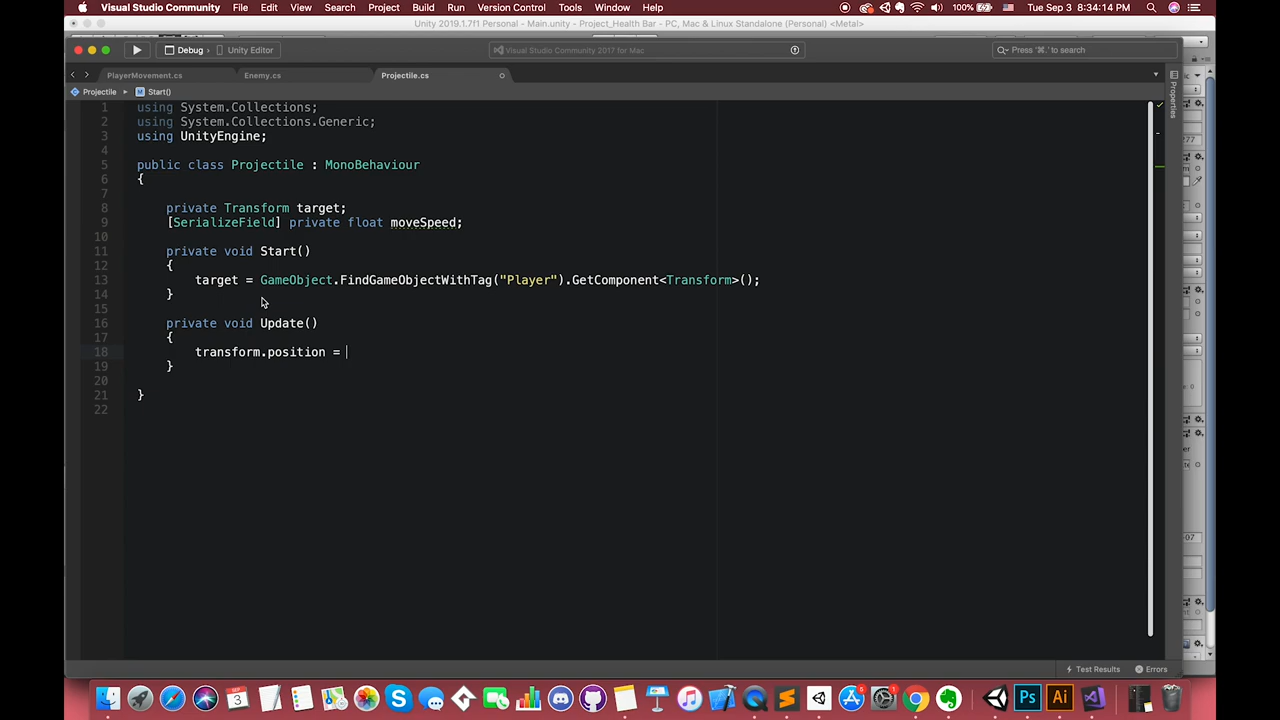 Visual Studio Community File Edit View Search Project Build Run Version Control Tools Window Help 100% Tue Sep 3 8:34:14 PM
Unity 2019.1.7f1 Personal - Main.unity - Project_Health Bar - PC, Mac & Linux Standalone (Personal) <Metal>
Debug Unity Editor Visual Studio Community 2017 for Mac Press '⌘.' to search
PlayerMovement.cs Enemy.cs Projectile.cs
Projectile Start()
Properties
1 using System.Collections;
2 using System.Collections.Generic;
3 using UnityEngine;
4
5 public class Projectile : MonoBehaviour
6 {
7
8 private Transform target;
9 [SerializeField] private float moveSpeed;
10
11 private void Start()
12 {
13 target = GameObject.FindGameObjectWithTag("Player").GetComponent<Transform>();
14 }
15
16 private void Update()
17 {
18 transform.position =
19 }
20
21 }
22
Test Results Errors